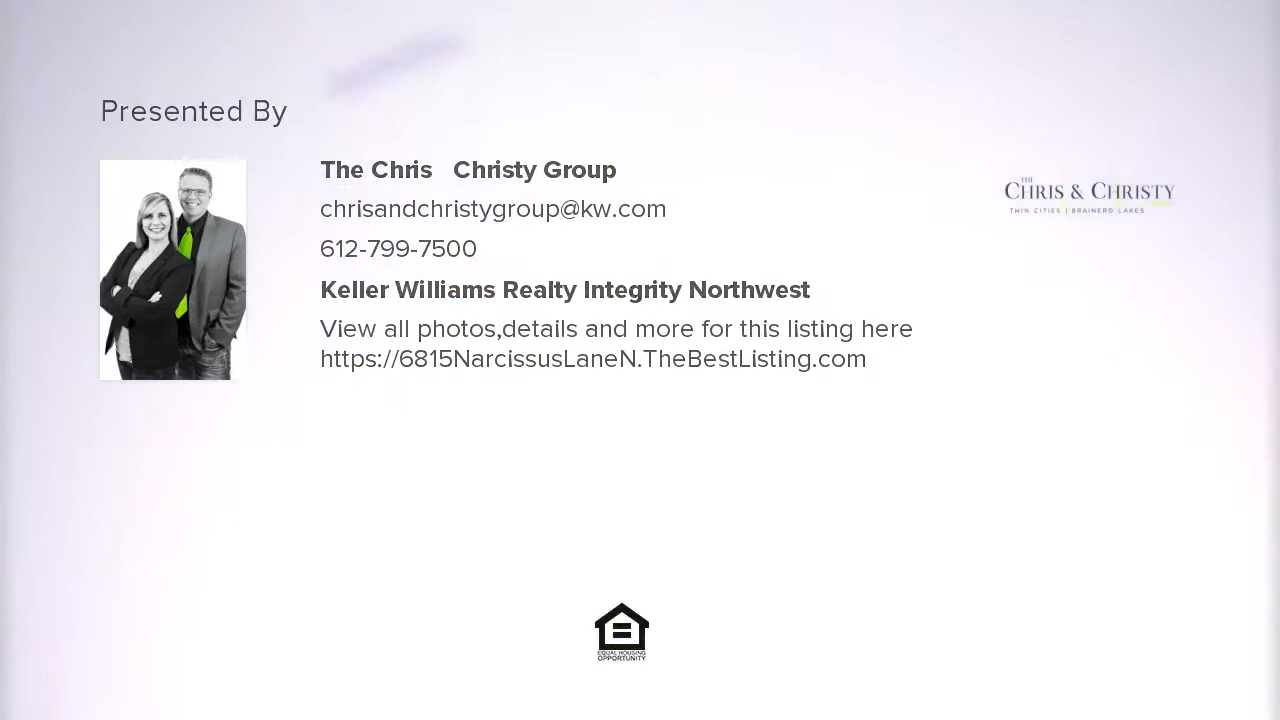 Presented By
The Chris Christy Group
chrisandchristygroup@kw.com
612-799-7500
Keller Williams Realty Integrity Northwest
View all photos,details and more for this listing here
https://6815NarcissusLaneN.TheBestListing.com
THE
CHRIS & CHRISTY
TWIN CITIES | BRAINERD LAKES
EQUAL HOUSING
OPPORTUNITY